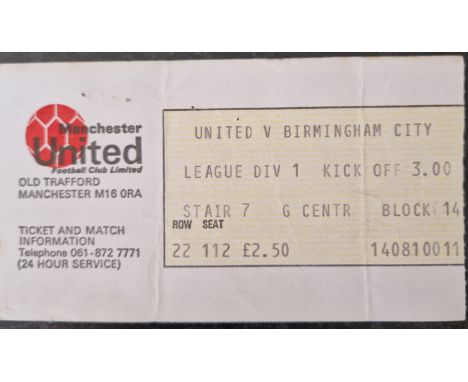 Manchester
United
Football Club Limited
OLD TRAFFORD
MANCHESTER M16 0RA
TICKET AND MATCH
INFORMATION
Telephone 061-872 7771
(24 HOUR SERVICE)
UNITED V BIRMINGHAM CITY
LEAGUE DIV 1 KICK OFF 3.00
STAIR 7 G CENTR BLOCK 14
ROW SEAT
22 112 £2.50 140810011